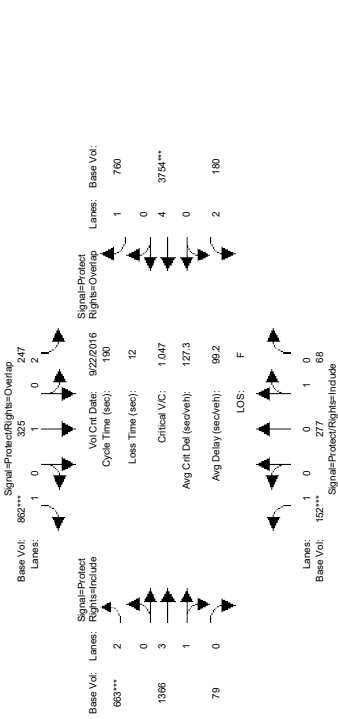 Signal=Protect/Rights=Overlap
Base Vol: 862*** 325 247
Lanes: 1 0 1 0 2
Signal=Protect
Rights=Include
Base Vol: Lanes:
663*** 2
0
1366 3
1
79 0
Vol Cnt Date: 9/22/2016
Cycle Time (sec): 190
Loss Time (sec): 12
Critical V/C: 1.047
Avg Crit Del (sec/veh): 127.3
Avg Delay (sec/veh): 99.2
LOS: F
Signal=Protect
Rights=Overlap
Lanes: Base Vol:
1 760
0
4 3754***
0
2 180
Lanes: 1 0 0 1 0
Base Vol: 152*** 277 68
Signal=Protect/Rights=Include